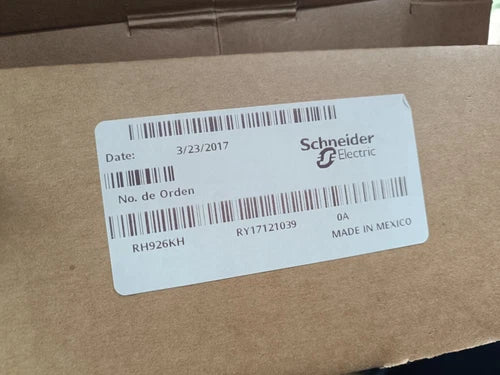 Date: 3/23/2017
Schneider
Electric
No. de Orden
RH926KH RY17121039 0A
MADE IN MEXICO